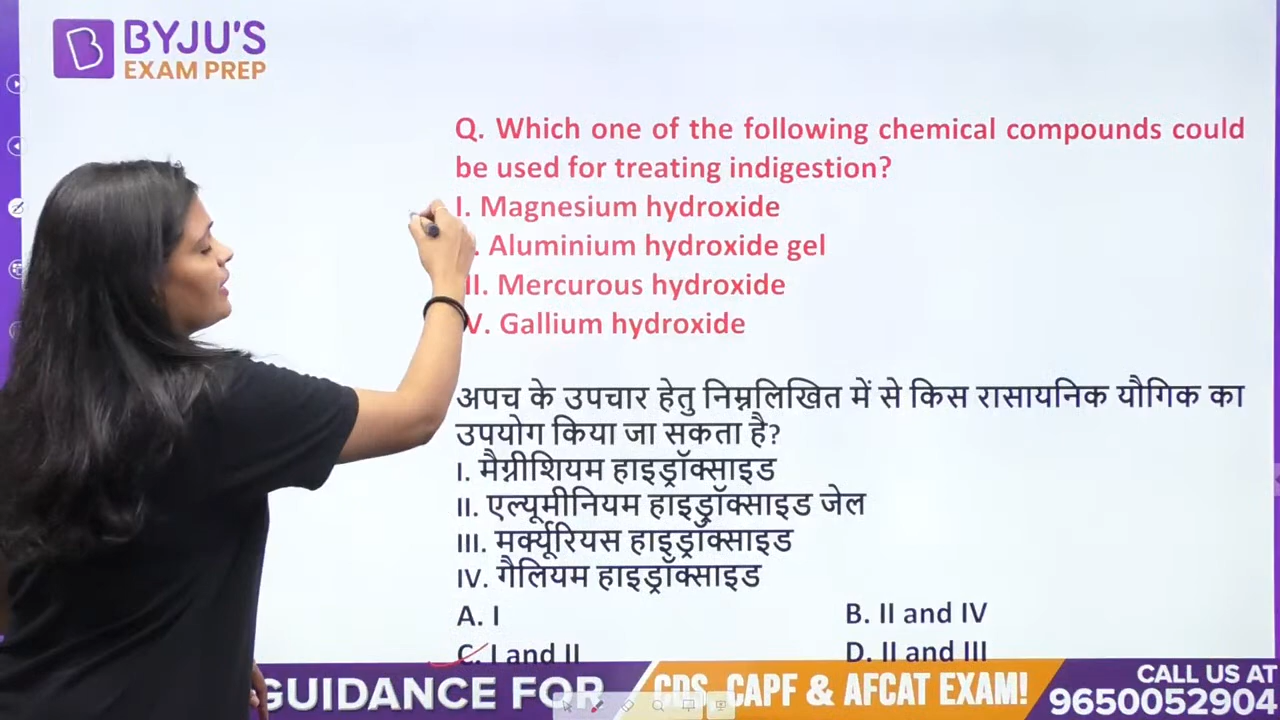 BYJU'S
EXAM PREP
Q. Which one of the following chemical compounds could
be used for treating indigestion?
I. Magnesium hydroxide
. Aluminium hydroxide gel
II. Mercurous hydroxide
V. Gallium hydroxide
अपच के उपचार हेतु निम्नलिखित में से किस रासायनिक यौगिक का
उपयोग किया जा सकता है?
I. मैग्नीशियम हाइड्रॉक्साइड
II. एल्यूमीनियम हाइड्रॉक्साइड जेल
III. मर्क्यूरियस हाइड्रॉक्साइड
IV. गैलियम हाइड्रॉक्साइड
A. I B. II and IV
C. I and II D. II and III
GUIDANCE FOR CDS, CAPF & AFCAT EXAM! CALL US AT
9650052904